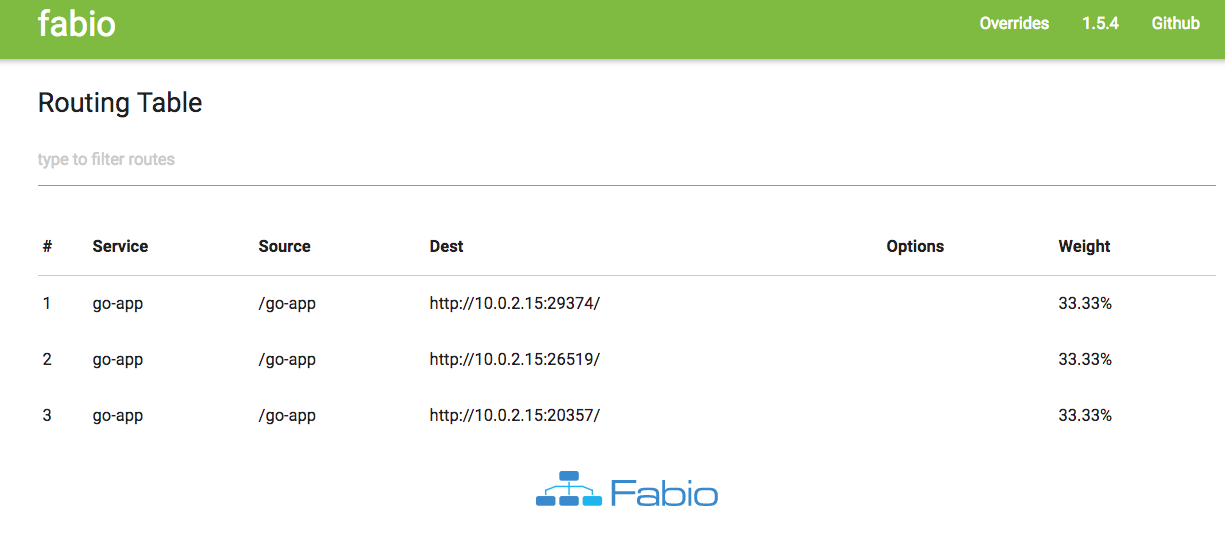 fabio Overrides 1.5.4 Github
Routing Table
type to filter routes
# Service Source Dest Options Weight
1 go-app /go-app http://10.0.2.15:29374/ 33.33%
2 go-app /go-app http://10.0.2.15:26519/ 33.33%
3 go-app /go-app http://10.0.2.15:20357/ 33.33%
Fabio